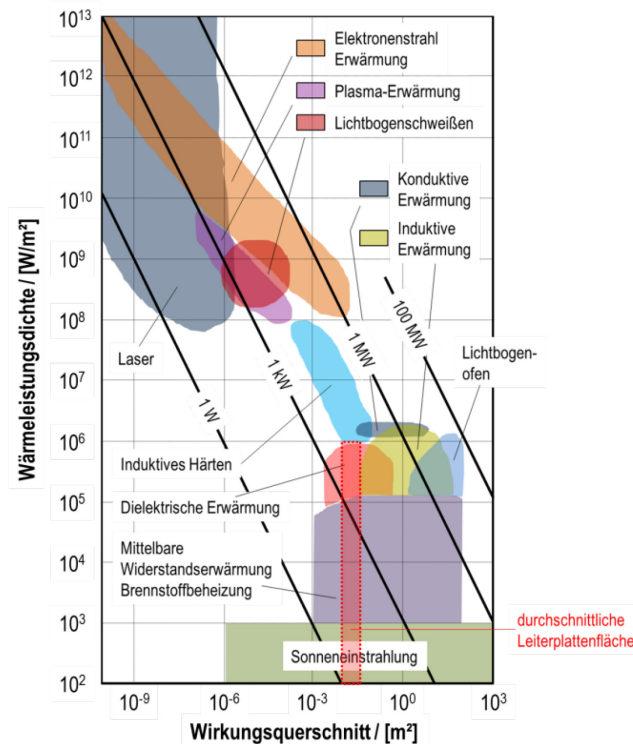 10¹³
10¹²
10¹¹
10¹⁰
10⁹
10⁸
10⁷
10⁶
10⁵
10⁴
10³
10²
Wärmeleistungsdichte / [W/m²]
Elektronenstrahl
Erwärmung
Plasma-Erwärmung
Lichtbogenschweißen
Konduktive
Erwärmung
Induktive
Erwärmung
100 MW
1 MW
1 kW
1 W
Laser
Lichtbogen-
ofen
Induktives Härten
Dielektrische Erwärmung
Mittelbare
Widerstandserwärmung
Brennstoffbeheizung
durchschnittliche
Leiterplattenfläche
Sonneneinstrahlung
10⁻⁹
10⁻⁶
10⁻³
10⁰
10³
Wirkungsquerschnitt / [m²]